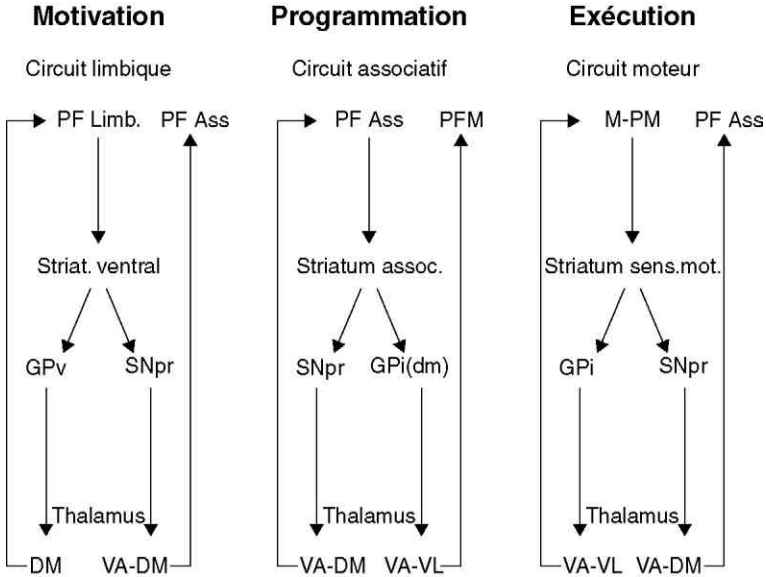 Motivation Programmation Exécution
Circuit limbique Circuit associatif Circuit moteur
PF Limb. PF Ass PF Ass PFM M-PM PF Ass
Striat. ventral Striatum assoc. Striatum sens.mot.
GPv SNpr SNpr GPi(dm) GPi SNpr
Thalamus Thalamus Thalamus
DM VA-DM VA-DM VA-VL VA-VL VA-DM